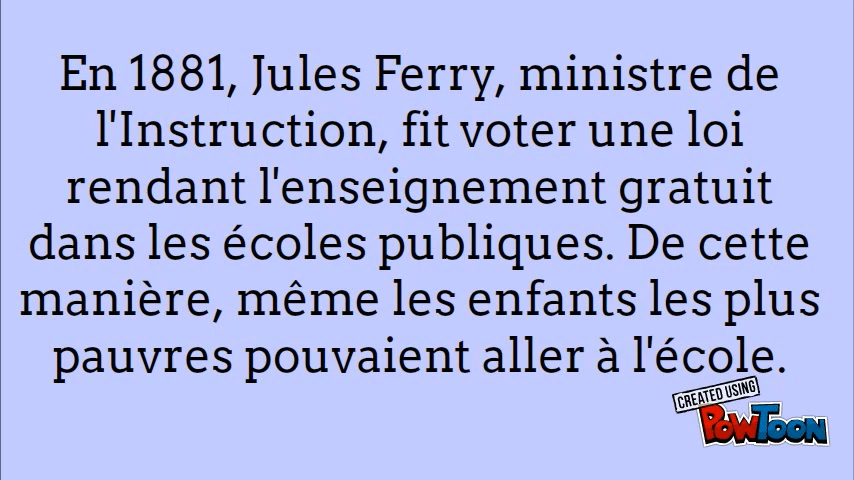 En 1881, Jules Ferry, ministre de
l'Instruction, fit voter une loi
rendant l'enseignement gratuit
dans les écoles publiques. De cette
manière, même les enfants les plus
pauvres pouvaient aller à l'école.
CREATED USING
POWTOON